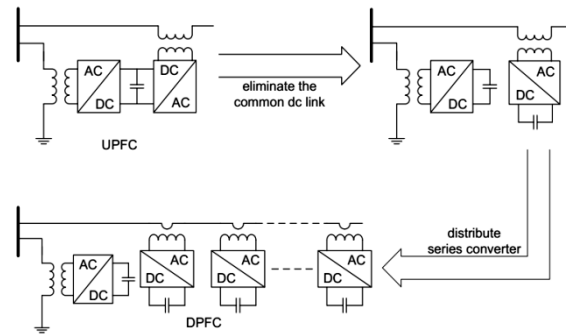 AC
DC
DC
AC
UPFC
eliminate the
common dc link
AC
DC
AC
DC
distribute
series converter
AC
DC
AC
DC
AC
DC
AC
DC
DPFC